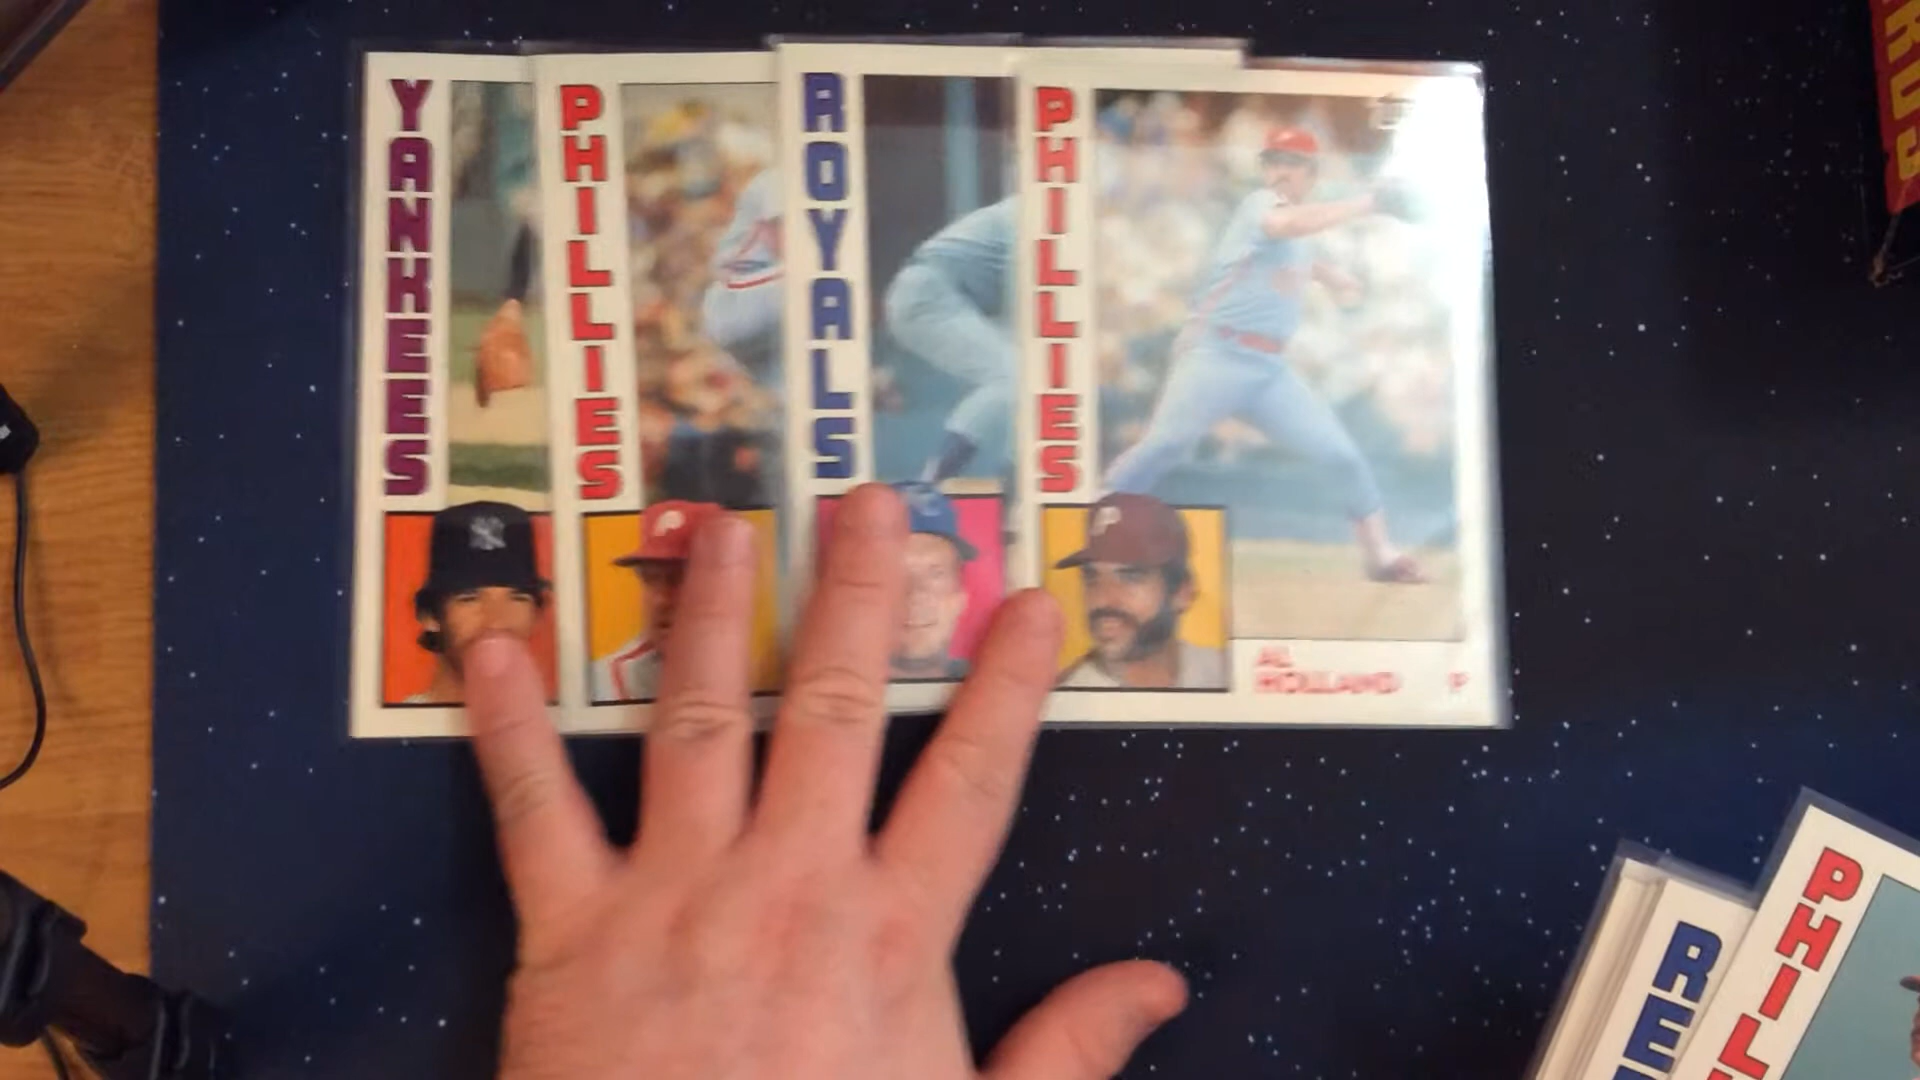 YANKEES
PHILLIES
ROYALS
PHILLIES
P
P
AL
HOLLAND P
PHIL
RE